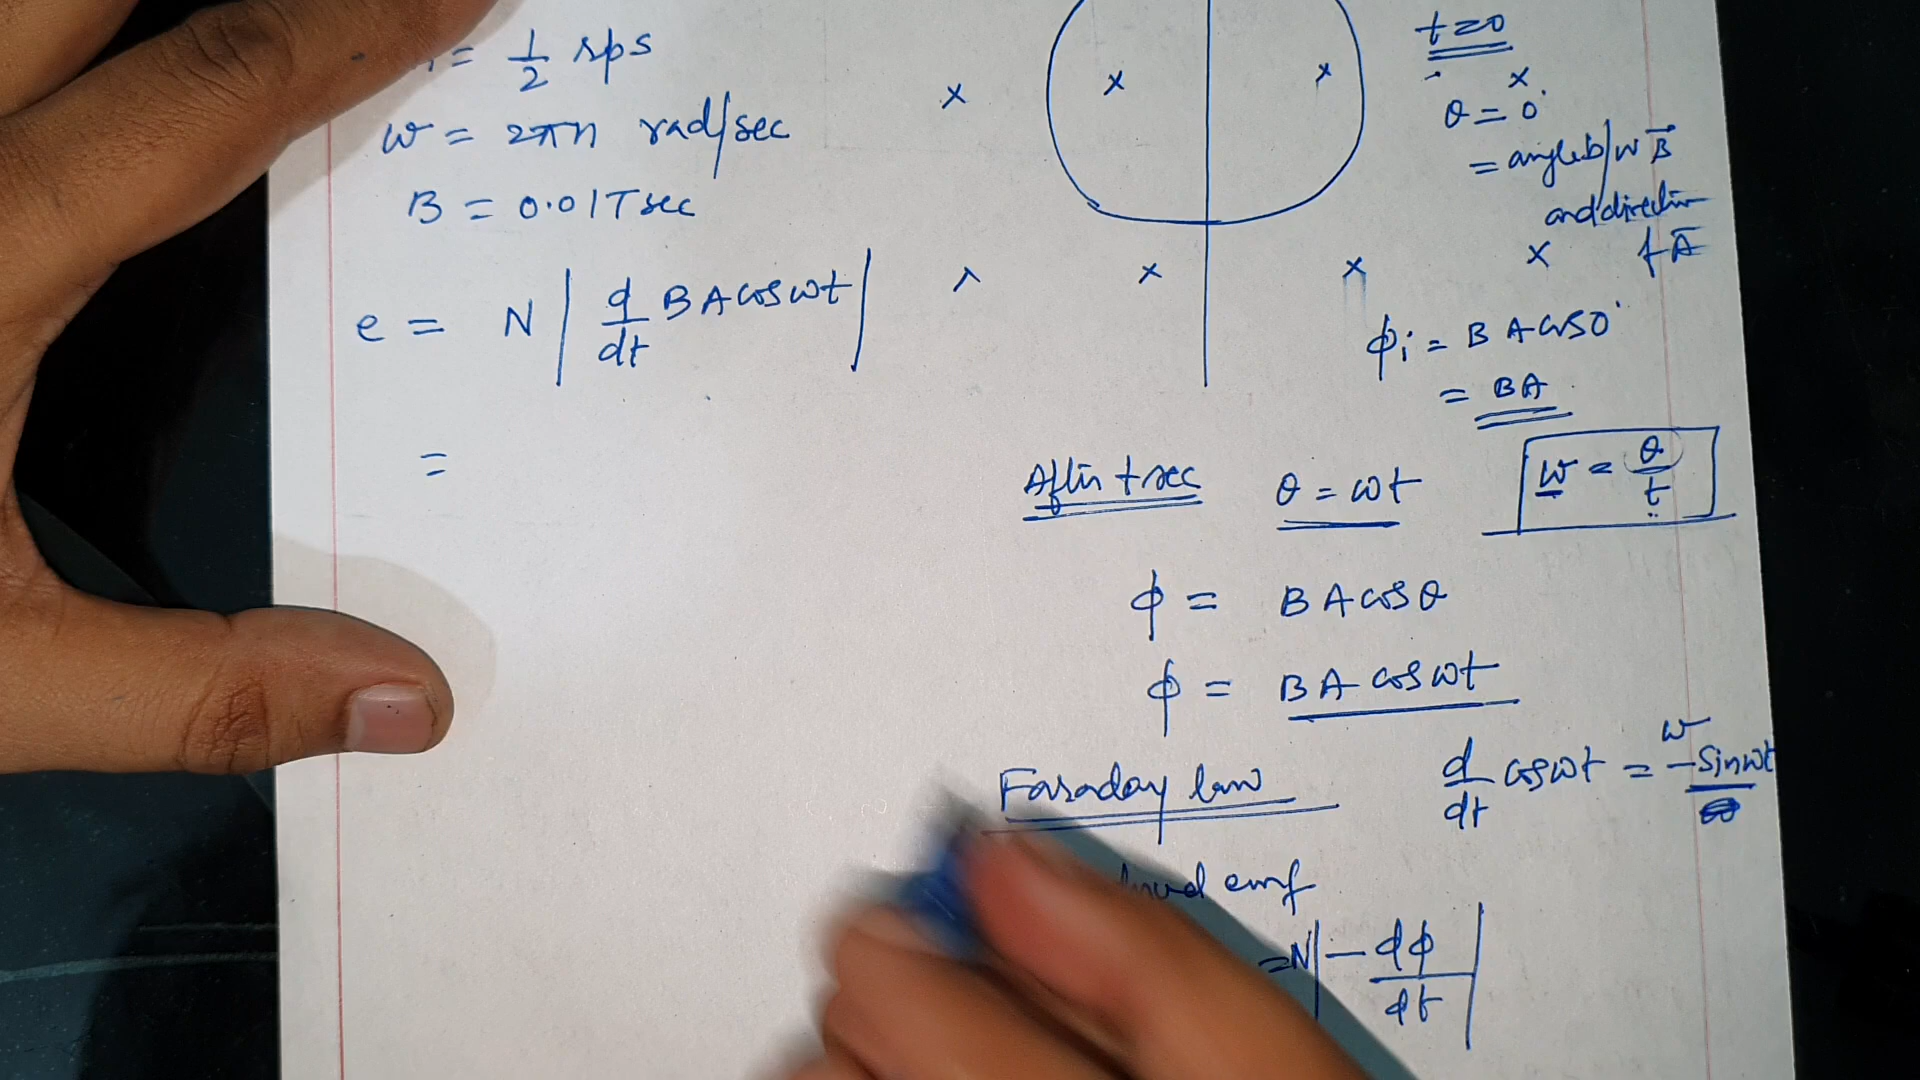 = 1/2 rps
w = 2πn rad/sec
B = 0.01 T sec
e = N | d/dt BA cos ωt |
=
t=0
x
x x x
θ = 0°
= angle b/w B⃗
and direction
x x x x
f A⃗
ϕi = BA cos 0°
= BA
After t sec θ = ωt w = θ/t
ϕ = BA cos θ
ϕ = BA cos ωt
Faraday law d/dt cos ωt = -sin ωt
w
emf
=N | - dϕ/dt |